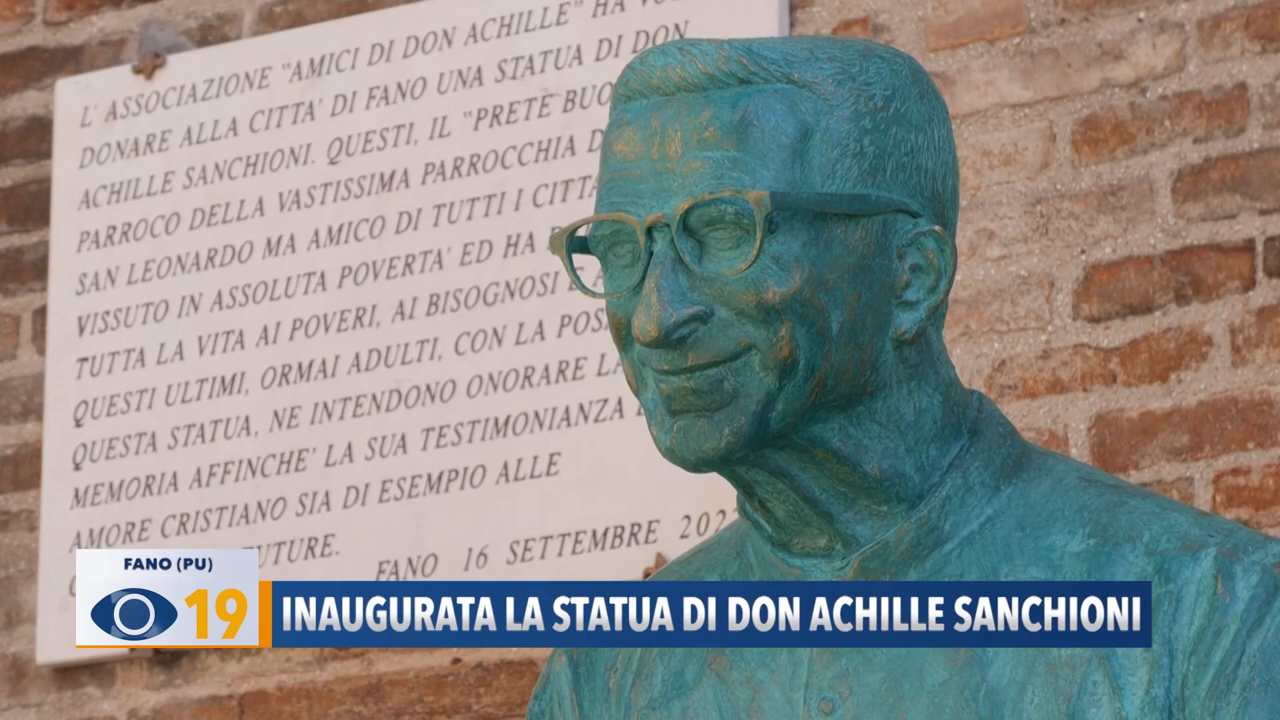 L' ASSOCIAZIONE "AMICI DI DON ACHILLE" HA
DONARE ALLA CITTA' DI FANO UNA STATUA DI DON
ACHILLE SANCHIONI. QUESTI, IL "PRETE
PARROCO DELLA VASTISSIMA PARROCCHIA
SAN LEONARDO MA AMICO DI TUTTI I
VISSUTO IN ASSOLUTA POVERTA' ED HA
TUTTA LA VITA AI POVERI, AI BISOGNOSI E
QUESTI ULTIMI, ORMAI ADULTI, CON LA
QUESTA STATUA, NE INTENDONO ONORARE LA
MEMORIA AFFINCHE' LA SUA TESTIMONIANZA
AMORE CRISTIANO SIA DI ESEMPIO ALLE
FANO 16 SETTEMBRE
FANO (PU)
19
INAUGURATA LA STATUA DI DON ACHILLE SANCHIONI